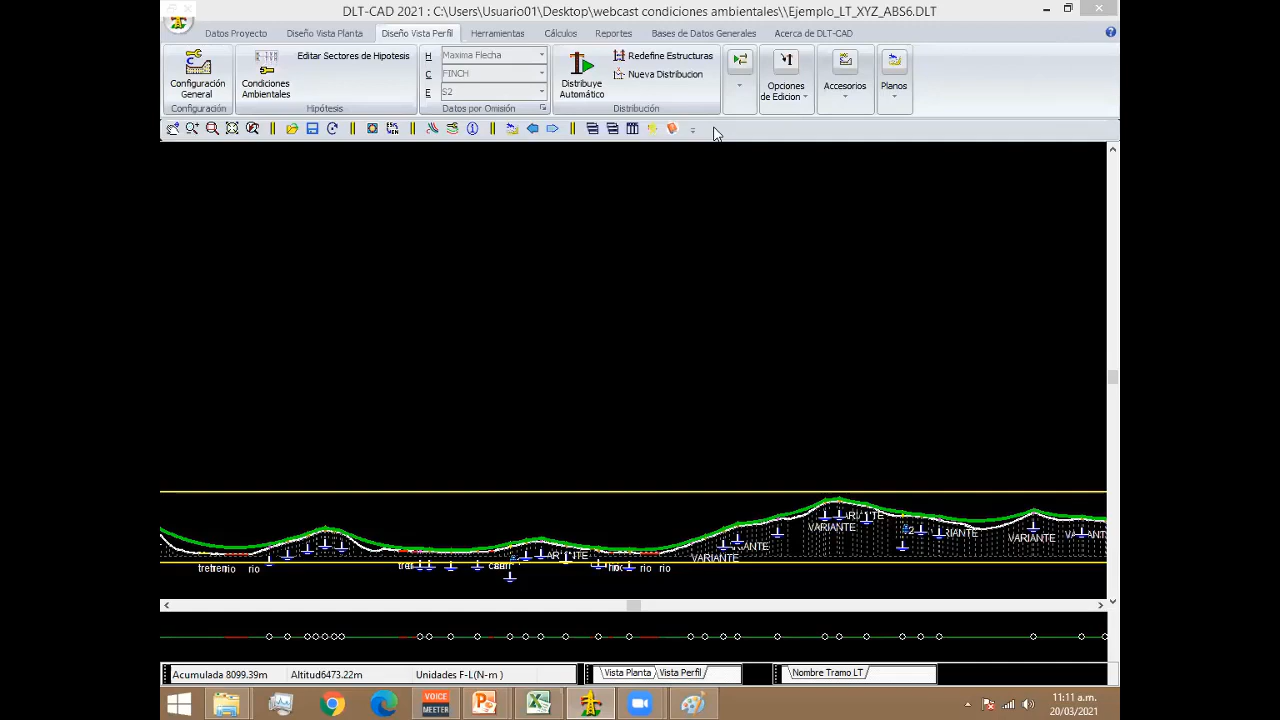 DLT-CAD 2021 : C:\Users\Usuario01\Desktop\webcast condiciones ambientales\\Ejemplo_LT_XYZ_ABS6.DLT
Datos Proyecto Diseño Vista Planta Diseño Vista Perfil Herramientas Cálculos Reportes Bases de Datos Generales Acerca de DLT-CAD
Configuración General
Configuración
Condiciones Ambientales
Editar Sectores de Hipotesis
Hipótesis
H Maxima Flecha
C FINCH
E S2
Datos por Omisión
Distribuye Automático
Redefine Estructuras
Nueva Distribucion
Distribución
Opciones de Edicion
Accesorios
Planos
VARIANTE
VARIANTE
VARIANTE
rio
rio
rio
rio
Acumulada 8099.39m Altitud6473.22m Unidades F-L(N-m ) Vista Planta Vista Perfil Nombre Tramo LT
VOICE MEETER
11:11 a.m.
20/03/2021